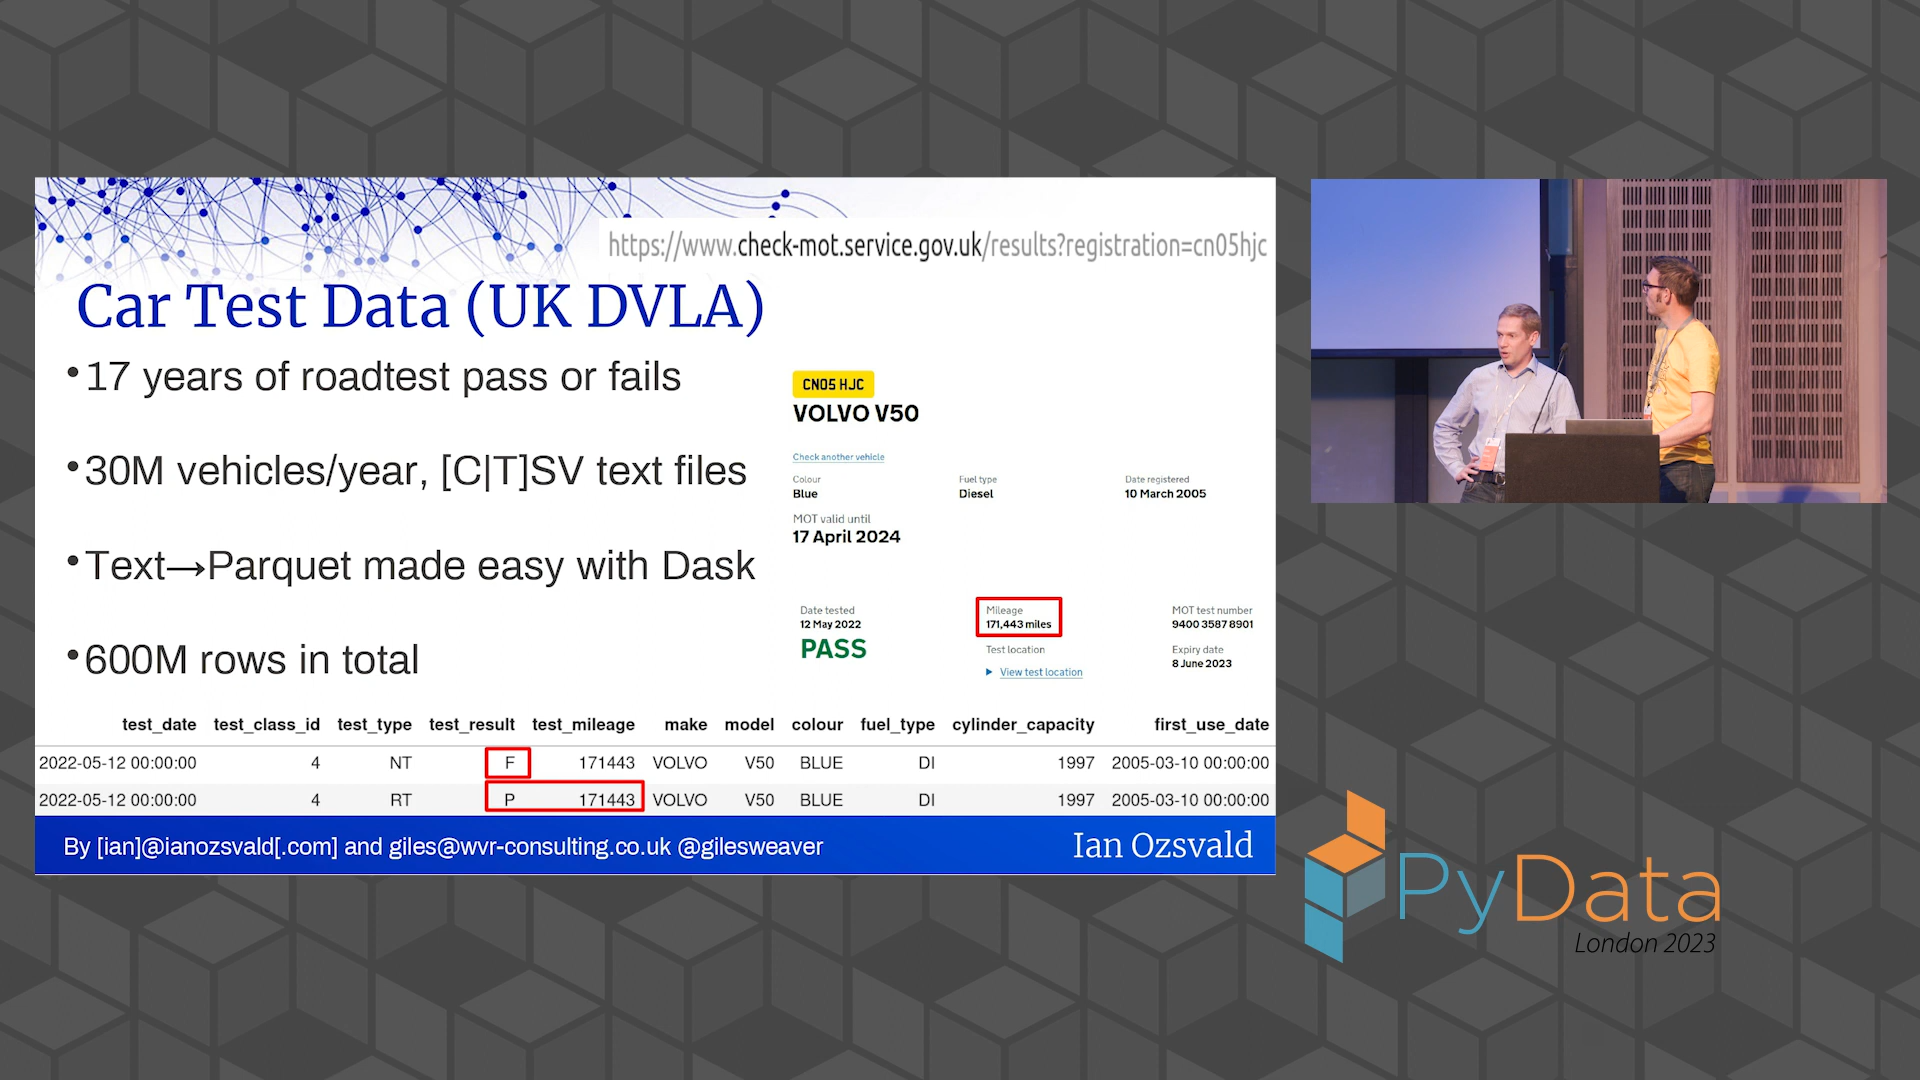 https://www.check-mot.service.gov.uk/results?registration=cn05hjc
Car Test Data (UK DVLA)
•17 years of roadtest pass or fails
•30M vehicles/year, [C|T]SV text files
•Text→Parquet made easy with Dask
•600M rows in total
CN05 HJC
VOLVO V50
Check another vehicle
Colour Fuel type Date registered
Blue Diesel 10 March 2005
MOT valid until
17 April 2024
Date tested Mileage MOT test number
12 May 2022 171,443 miles 9400 3587 8901
PASS Test location Expiry date
8 June 2023
View test location
test_date test_class_id test_type test_result test_mileage make model colour fuel_type cylinder_capacity first_use_date
2022-05-12 00:00:00 4 NT F 171443 VOLVO V50 BLUE DI 1997 2005-03-10 00:00:00
2022-05-12 00:00:00 4 RT P 171443 VOLVO V50 BLUE DI 1997 2005-03-10 00:00:00
By [ian]@ianozsvald[.com] and giles@wvr-consulting.co.uk @gilesweaver Ian Ozsvald
PyData
London 2023